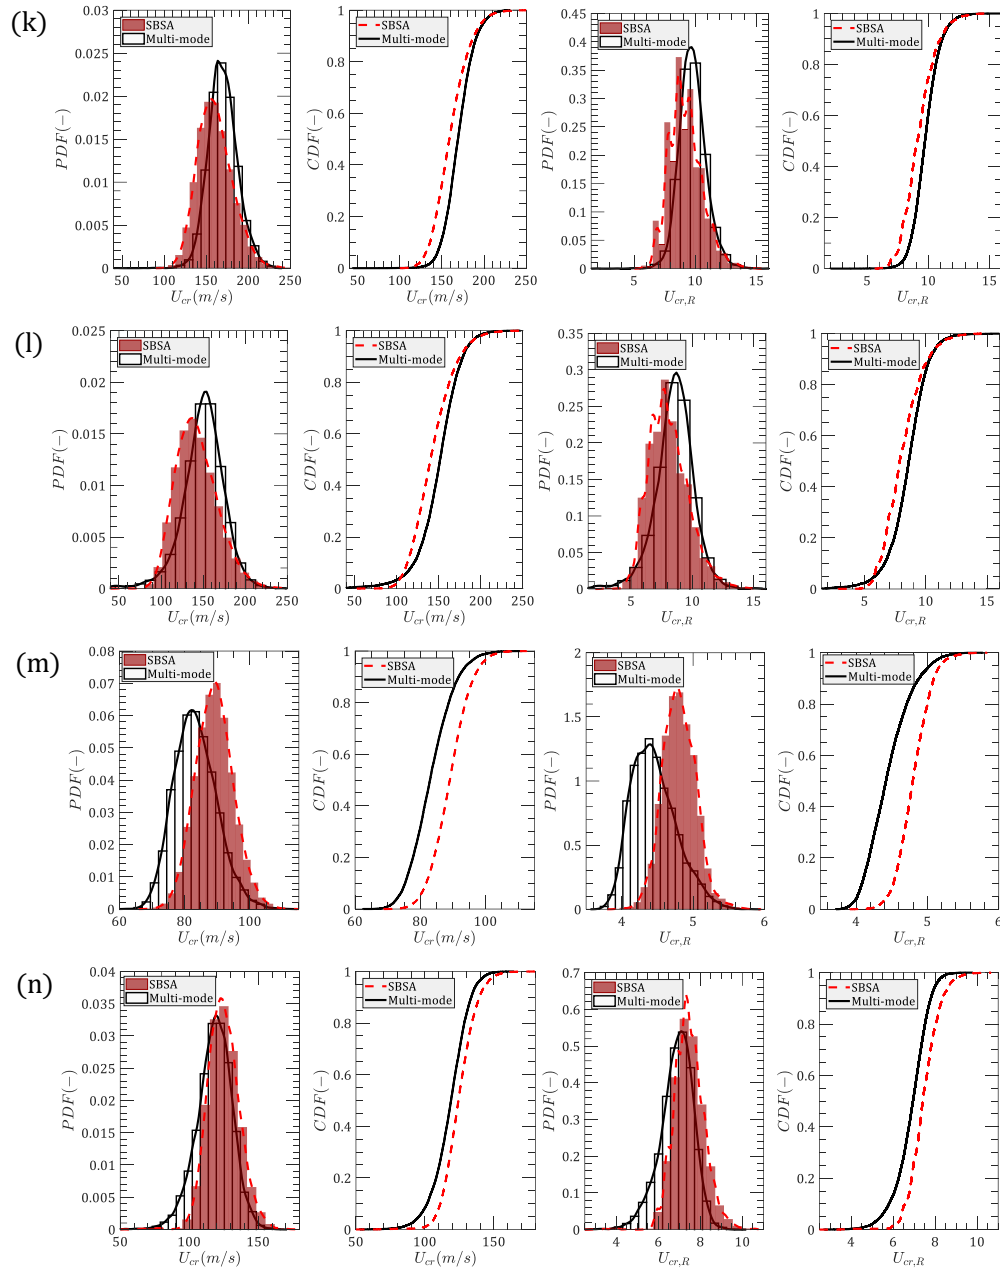 (k)
0.03
0.025
0.02
0.015
0.01
0.005
0
PDF(−)
SBSA
Multi-mode
50 100 150 200 250
U_cr(m/s)
1
0.8
0.6
0.4
0.2
0
CDF(−)
SBSA
Multi-mode
50 100 150 200 250
U_cr(m/s)
0.45
0.4
0.35
0.3
0.25
0.2
0.15
0.1
0.05
0
PDF(−)
SBSA
Multi-mode
5 10 15
U_cr,R
1
0.8
0.6
0.4
0.2
0
CDF(−)
SBSA
Multi-mode
5 10 15
U_cr,R
(l)
0.025
0.02
0.015
0.01
0.005
0
PDF(−)
SBSA
Multi-mode
50 100 150 200 250
U_cr(m/s)
1
0.8
0.6
0.4
0.2
0
CDF(−)
SBSA
Multi-mode
50 100 150 200 250
U_cr(m/s)
0.35
0.3
0.25
0.2
0.15
0.1
0.05
0
PDF(−)
SBSA
Multi-mode
5 10 15
U_cr,R
1
0.8
0.6
0.4
0.2
0
CDF(−)
SBSA
Multi-mode
5 10 15
U_cr,R
(m)
0.08
0.07
0.06
0.05
0.04
0.03
0.02
0.01
0
PDF(−)
SBSA
Multi-mode
60 80 100
U_cr(m/s)
1
0.8
0.6
0.4
0.2
0
CDF(−)
SBSA
Multi-mode
60 80 100
U_cr(m/s)
2
1.5
1
0.5
0
PDF(−)
SBSA
Multi-mode
4 5 6
U_cr,R
1
0.8
0.6
0.4
0.2
0
CDF(−)
SBSA
Multi-mode
4 5 6
U_cr,R
(n)
0.04
0.035
0.03
0.025
0.02
0.015
0.01
0.005
0
PDF(−)
SBSA
Multi-mode
50 100 150
U_cr(m/s)
1
0.8
0.6
0.4
0.2
0
CDF(−)
SBSA
Multi-mode
50 100 150
U_cr(m/s)
0.7
0.6
0.5
0.4
0.3
0.2
0.1
0
PDF(−)
SBSA
Multi-mode
4 6 8 10
U_cr,R
1
0.8
0.6
0.4
0.2
0
CDF(−)
SBSA
Multi-mode
4 6 8 10
U_cr,R